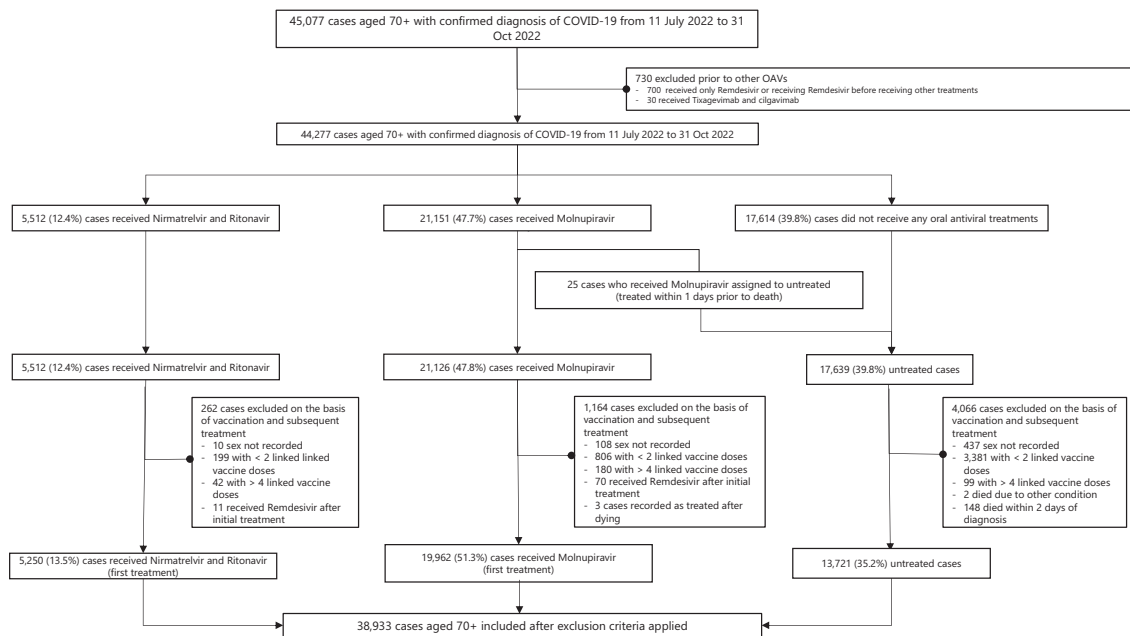 45,077 cases aged 70+ with confirmed diagnosis of COVID-19 from 11 July 2022 to 31
Oct 2022
730 excluded prior to other OAVs
- 700 received only Remdesivir or receiving Remdesivir before receiving other treatments
- 30 received Tixagevimab and cilgavimab
44,277 cases aged 70+ with confirmed diagnosis of COVID-19 from 11 July 2022 to 31 Oct 2022
5,512 (12.4%) cases received Nirmatrelvir and Ritonavir
21,151 (47.7%) cases received Molnupiravir
17,614 (39.8%) cases did not receive any oral antiviral treatments
25 cases who received Molnupiravir assigned to untreated
(treated within 1 days prior to death)
5,512 (12.4%) cases received Nirmatrelvir and Ritonavir
21,126 (47.8%) cases received Molnupiravir
17,639 (39.8%) untreated cases
262 cases excluded on the basis
of vaccination and subsequent
treatment
- 10 sex not recorded
- 199 with < 2 linked linked
vaccine doses
- 42 with > 4 linked vaccine
doses
- 11 received Remdesivir after
initial treatment
1,164 cases excluded on the basis of
vaccination and subsequent
treatment
- 108 sex not recorded
- 806 with < 2 linked vaccine doses
- 180 with > 4 linked vaccine doses
- 70 received Remdesivir after initial
treatment
- 3 cases recorded as treated after
dying
4,066 cases excluded on the basis of
vaccination and subsequent
treatment
- 437 sex not recorded
- 3,381 with < 2 linked vaccine
doses
- 99 with > 4 linked vaccine doses
- 2 died due to other condition
- 148 died within 2 days of
diagnosis
5,250 (13.5%) cases received Nirmatrelvir and Ritonavir
(first treatment)
19,962 (51.3%) cases received Molnupiravir
(first treatment)
13,721 (35.2%) untreated cases
38,933 cases aged 70+ included after exclusion criteria applied